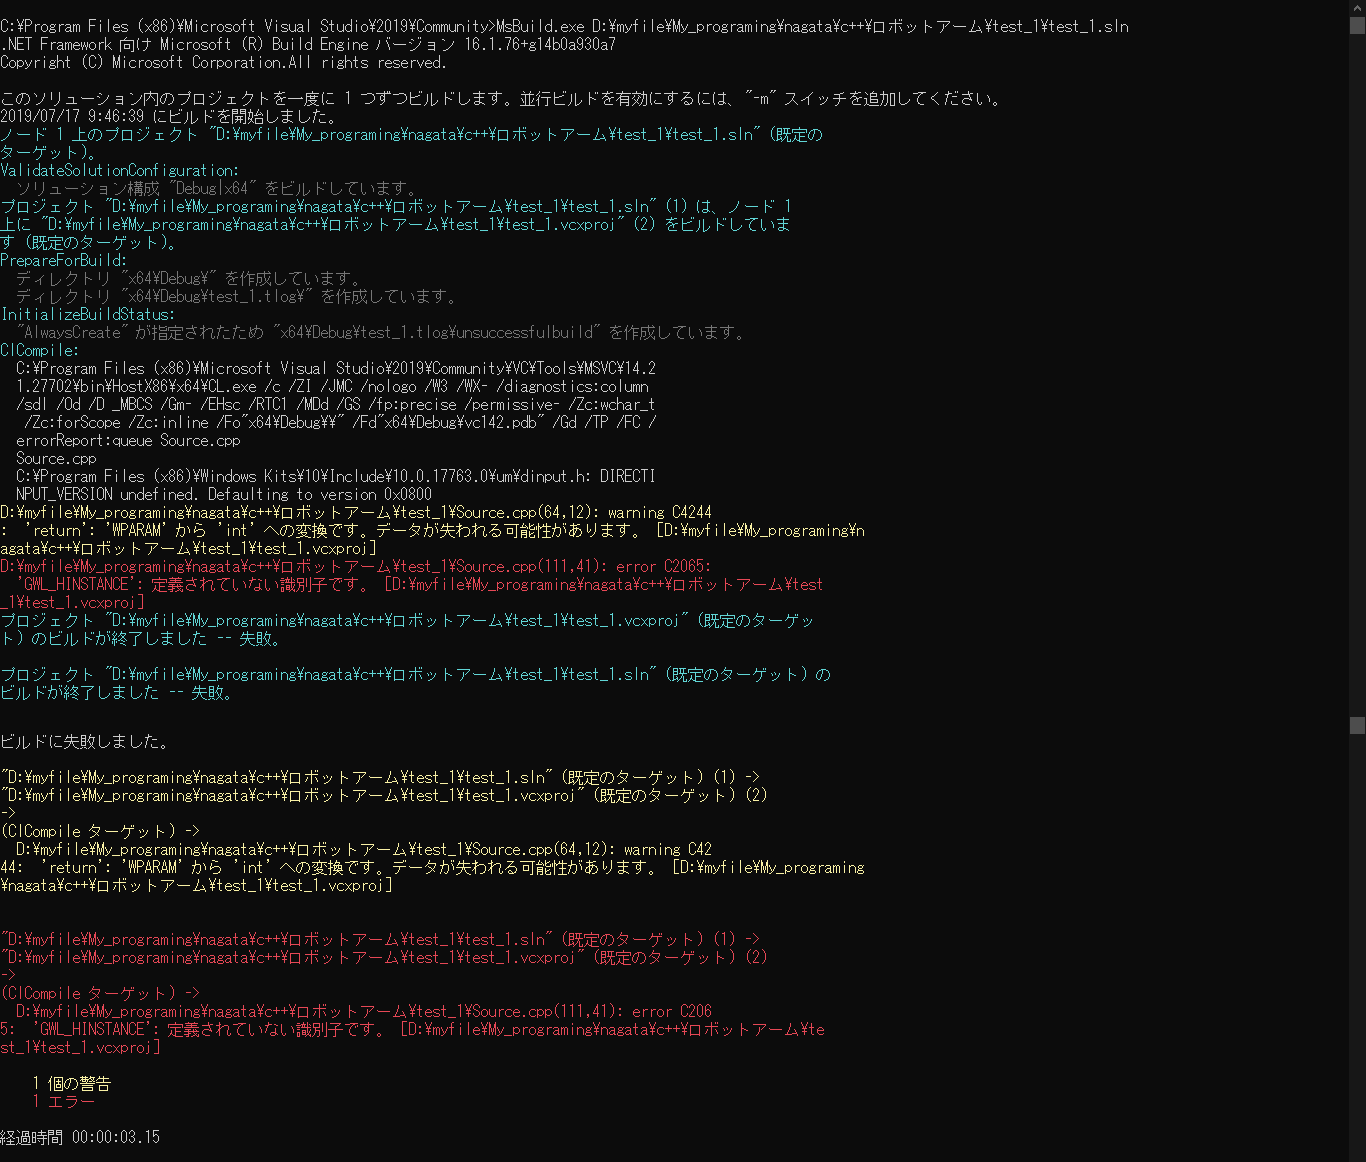 C:¥Program Files (x86)¥Microsoft Visual Studio¥2019¥Community>MsBuild.exe D:¥myfile¥My_programing¥nagata¥c++¥ロボットアーム¥test_1¥test_1.sln
.NET Framework 向け Microsoft (R) Build Engine バージョン 16.1.76+g14b0a930a7
Copyright (C) Microsoft Corporation.All rights reserved.
このソリューション内のプロジェクトを一度に 1 つずつビルドします。並行ビルドを有効にするには、"-m" スイッチを追加してください。
2019/07/17 9:46:39 にビルドを開始しました。
ノード 1 上のプロジェクト "D:¥myfile¥My_programing¥nagata¥c++¥ロボットアーム¥test_1¥test_1.sln" (既定の
ターゲット)。
ValidateSolutionConfiguration:
ソリューション構成 "Debug|x64" をビルドしています。
プロジェクト "D:¥myfile¥My_programing¥nagata¥c++¥ロボットアーム¥test_1¥test_1.sln" (1) は、ノード 1
上に "D:¥myfile¥My_programing¥nagata¥c++¥ロボットアーム¥test_1¥test_1.vcxproj" (2) をビルドしていま
す (既定のターゲット)。
PrepareForBuild:
ディレクトリ "x64¥Debug¥" を作成しています。
ディレクトリ "x64¥Debug¥test_1.tlog¥" を作成しています。
InitializeBuildStatus:
"AlwaysCreate" が指定されたため "x64¥Debug¥test_1.tlog¥unsuccessfulbuild" を作成しています。
ClCompile:
C:¥Program Files (x86)¥Microsoft Visual Studio¥2019¥Community¥VC¥Tools¥MSVC¥14.2
1.27702¥bin¥HostX86¥x64¥CL.exe /c /ZI /JMC /nologo /W3 /WX- /diagnostics:column
/sdl /Od /D _MBCS /Gm- /EHsc /RTC1 /MDd /GS /fp:precise /permissive- /Zc:wchar_t
/Zc:forScope /Zc:inline /Fo"x64¥Debug¥¥" /Fd"x64¥Debug¥vc142.pdb" /Gd /TP /FC /
errorReport:queue Source.cpp
Source.cpp
C:¥Program Files (x86)¥Windows Kits¥10¥Include¥10.0.17763.0¥um¥dinput.h: DIRECTI
NPUT_VERSION undefined. Defaulting to version 0x0800
D:¥myfile¥My_programing¥nagata¥c++¥ロボットアーム¥test_1¥Source.cpp(64,12): warning C4244
: 'return': 'WPARAM' から 'int' への変換です。データが失われる可能性があります。 [D:¥myfile¥My_programing¥n
agata¥c++¥ロボットアーム¥test_1¥test_1.vcxproj]
D:¥myfile¥My_programing¥nagata¥c++¥ロボットアーム¥test_1¥Source.cpp(111,41): error C2065:
'GWL_HINSTANCE': 定義されていない識別子です。 [D:¥myfile¥My_programing¥nagata¥c++¥ロボットアーム¥test
_1¥test_1.vcxproj]
プロジェクト "D:¥myfile¥My_programing¥nagata¥c++¥ロボットアーム¥test_1¥test_1.vcxproj" (既定のターゲッ
ト) のビルドが終了しました -- 失敗。
プロジェクト "D:¥myfile¥My_programing¥nagata¥c++¥ロボットアーム¥test_1¥test_1.sln" (既定のターゲット) の
ビルドが終了しました -- 失敗。
ビルドに失敗しました。
"D:¥myfile¥My_programing¥nagata¥c++¥ロボットアーム¥test_1¥test_1.sln" (既定のターゲット) (1) ->
"D:¥myfile¥My_programing¥nagata¥c++¥ロボットアーム¥test_1¥test_1.vcxproj" (既定のターゲット) (2)
->
(ClCompile ターゲット) ->
D:¥myfile¥My_programing¥nagata¥c++¥ロボットアーム¥test_1¥Source.cpp(64,12): warning C42
44: 'return': 'WPARAM' から 'int' への変換です。データが失われる可能性があります。 [D:¥myfile¥My_programing
¥nagata¥c++¥ロボットアーム¥test_1¥test_1.vcxproj]
"D:¥myfile¥My_programing¥nagata¥c++¥ロボットアーム¥test_1¥test_1.sln" (既定のターゲット) (1) ->
"D:¥myfile¥My_programing¥nagata¥c++¥ロボットアーム¥test_1¥test_1.vcxproj" (既定のターゲット) (2)
->
(ClCompile ターゲット) ->
D:¥myfile¥My_programing¥nagata¥c++¥ロボットアーム¥test_1¥Source.cpp(111,41): error C206
5: 'GWL_HINSTANCE': 定義されていない識別子です。 [D:¥myfile¥My_programing¥nagata¥c++¥ロボットアーム¥te
st_1¥test_1.vcxproj]
1 個の警告
1 エラー
経過時間 00:00:03.15